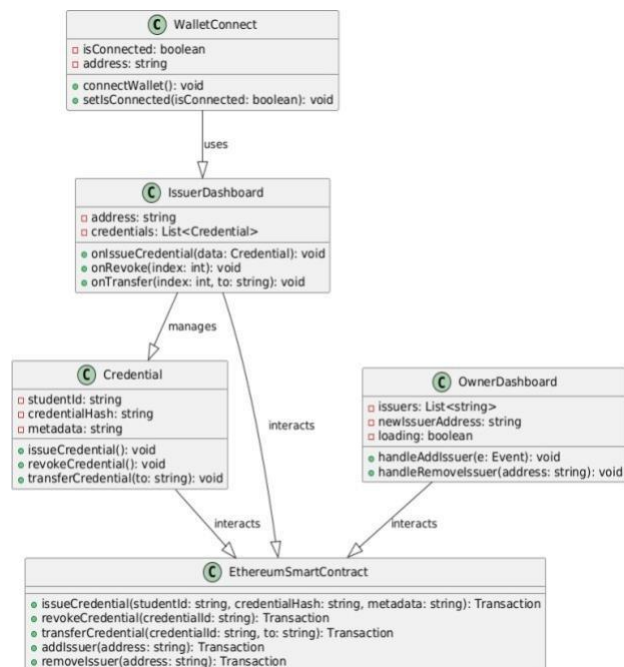 C WalletConnect
isConnected: boolean
address: string
connectWallet(): void
setIsConnected(isConnected: boolean): void
uses
C IssuerDashboard
address: string
credentials: List<Credential>
onIssueCredential(data: Credential): void
onRevoke(index: int): void
onTransfer(index: int, to: string): void
manages
C Credential
studentId: string
credentialHash: string
metadata: string
issueCredential(): void
revokeCredential(): void
transferCredential(to: string): void
interacts
C OwnerDashboard
issuers: List<string>
newIssuerAddress: string
loading: boolean
handleAddIssuer(e: Event): void
handleRemoveIssuer(address: string): void
interacts
interacts
C EthereumSmartContract
issueCredential(studentId: string, credentialHash: string, metadata: string): Transaction
revokeCredential(credentialId: string): Transaction
transferCredential(credentialId: string, to: string): Transaction
addIssuer(address: string): Transaction
removeIssuer(address: string): Transaction